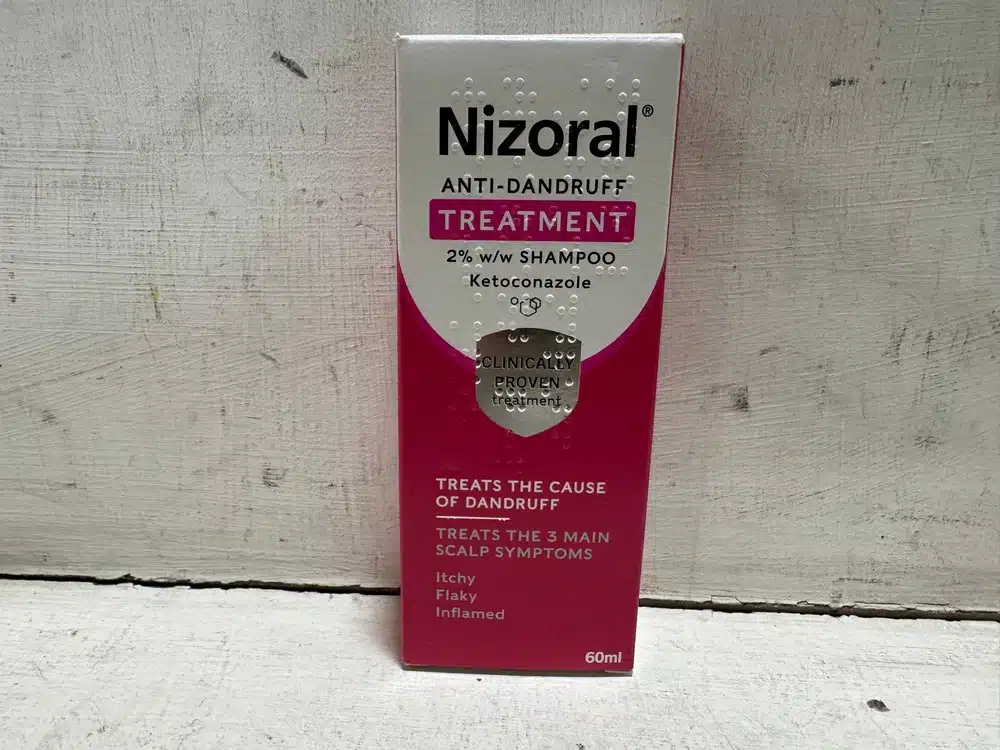 Nizoral®
ANTI-DANDRUFF
TREATMENT
2% w/w SHAMPOO
Ketoconazole
CLINICALLY
PROVEN
treatment
TREATS THE CAUSE
OF DANDRUFF
TREATS THE 3 MAIN
SCALP SYMPTOMS
Itchy
Flaky
Inflamed
60ml